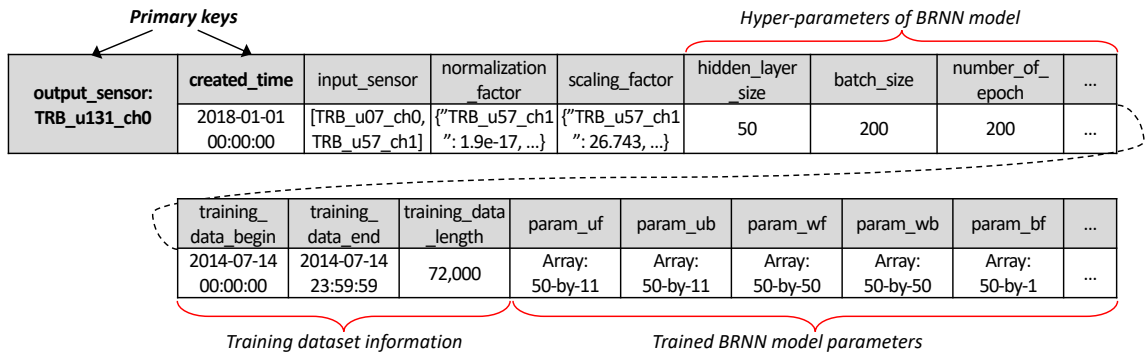 Primary keys
Hyper-parameters of BRNN model
output_sensor:
TRB_u131_ch0
created_time
input_sensor
normalization
_factor
scaling_factor
hidden_layer
_size
batch_size
number_of_
epoch
...
2018-01-01
00:00:00
[TRB_u07_ch0,
TRB_u57_ch1]
{"TRB_u57_ch1
": 1.9e-17, ...}
{"TRB_u57_ch1
": 26.743, ...}
50
200
200
...
training_
data_begin
training_
data_end
training_data
_length
param_uf
param_ub
param_wf
param_wb
param_bf
...
2014-07-14
00:00:00
2014-07-14
23:59:59
72,000
Array:
50-by-11
Array:
50-by-11
Array:
50-by-50
Array:
50-by-50
Array:
50-by-1
...
Training dataset information
Trained BRNN model parameters